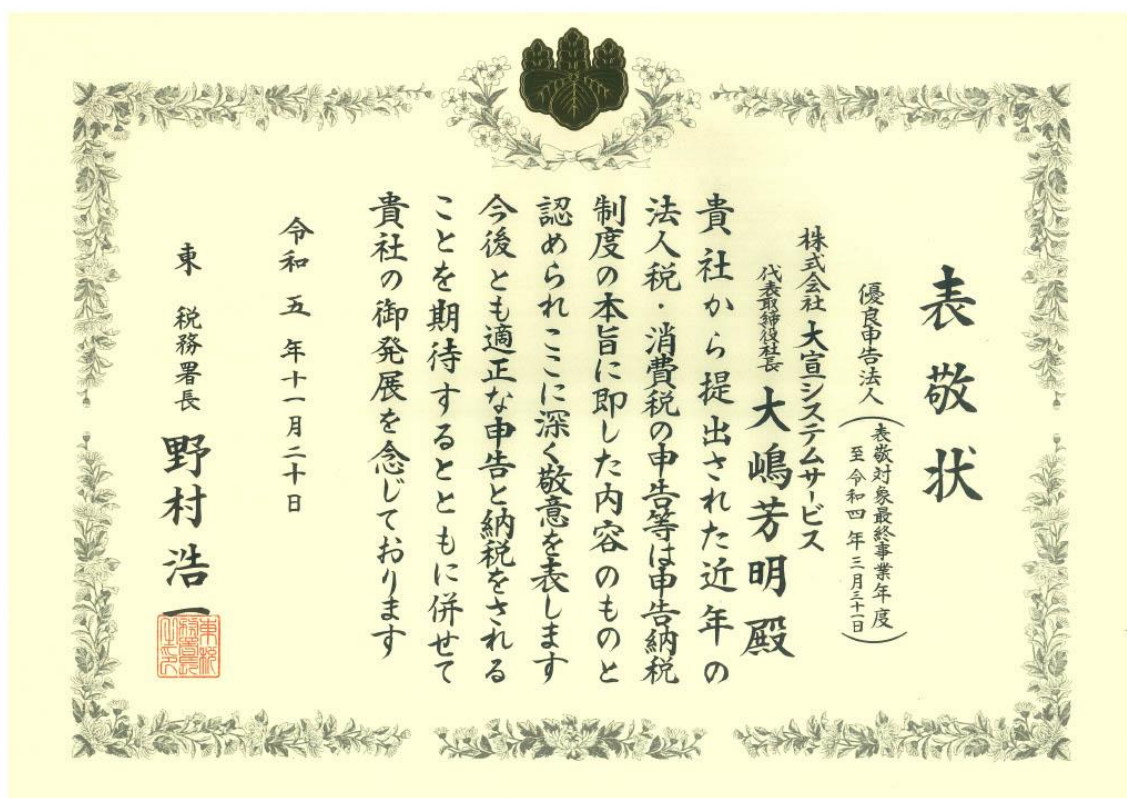 表敬状
優良申告法人（表敬対象最終事業年度
至令和四年三月三十一日）
株式会社 大宣システムサービス
代表取締役社長 大嶋芳明殿
貴社から提出された近年の
法人税・消費税の申告等は申告納税
制度の本旨に即した内容のものと
認められここに深く敬意を表します
今後とも適正な申告と納税をされる
ことを期待するとともに併せて
貴社の御発展を念じております
令和五年十一月二十日
東税務署長 野村浩一